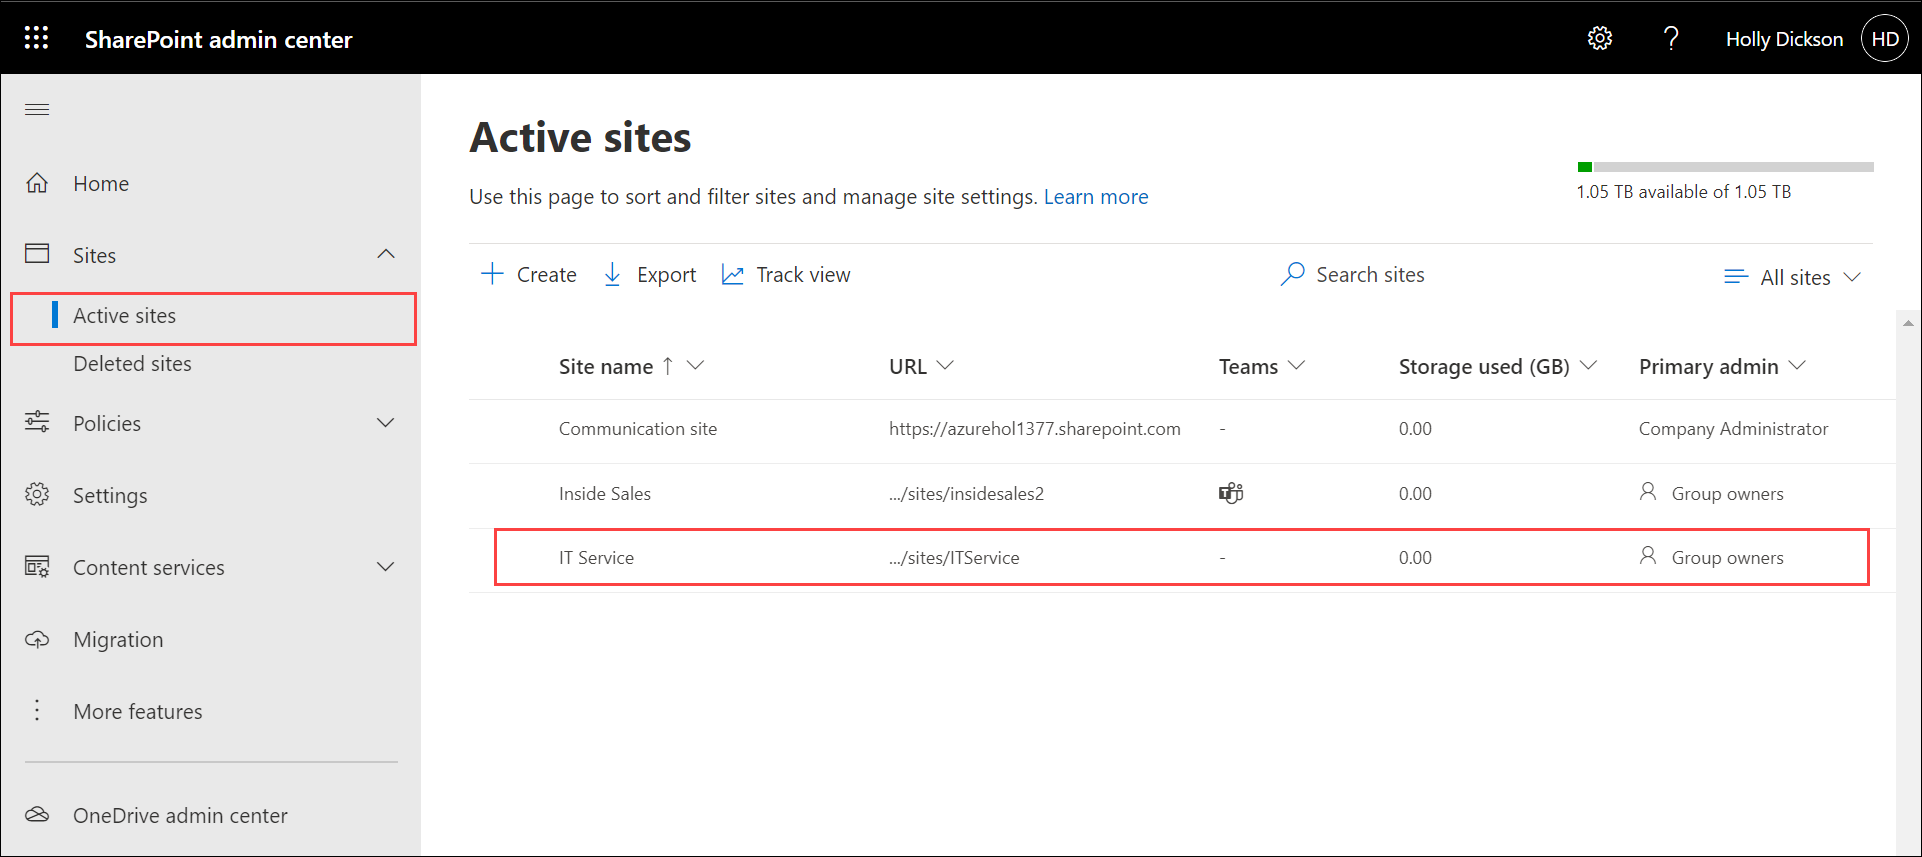 SharePoint admin center
? Holly Dickson HD
Home
Sites
Active sites
Deleted sites
Policies
Settings
Content services
Migration
More features
OneDrive admin center
Active sites
Use this page to sort and filter sites and manage site settings. Learn more
1.05 TB available of 1.05 TB
Create Export Track view Search sites All sites
Site name ↑ URL Teams Storage used (GB) Primary admin
Communication site https://azurehol1377.sharepoint.com - 0.00 Company Administrator
Inside Sales .../sites/insidesales2 0.00 Group owners
IT Service .../sites/ITService - 0.00 Group owners